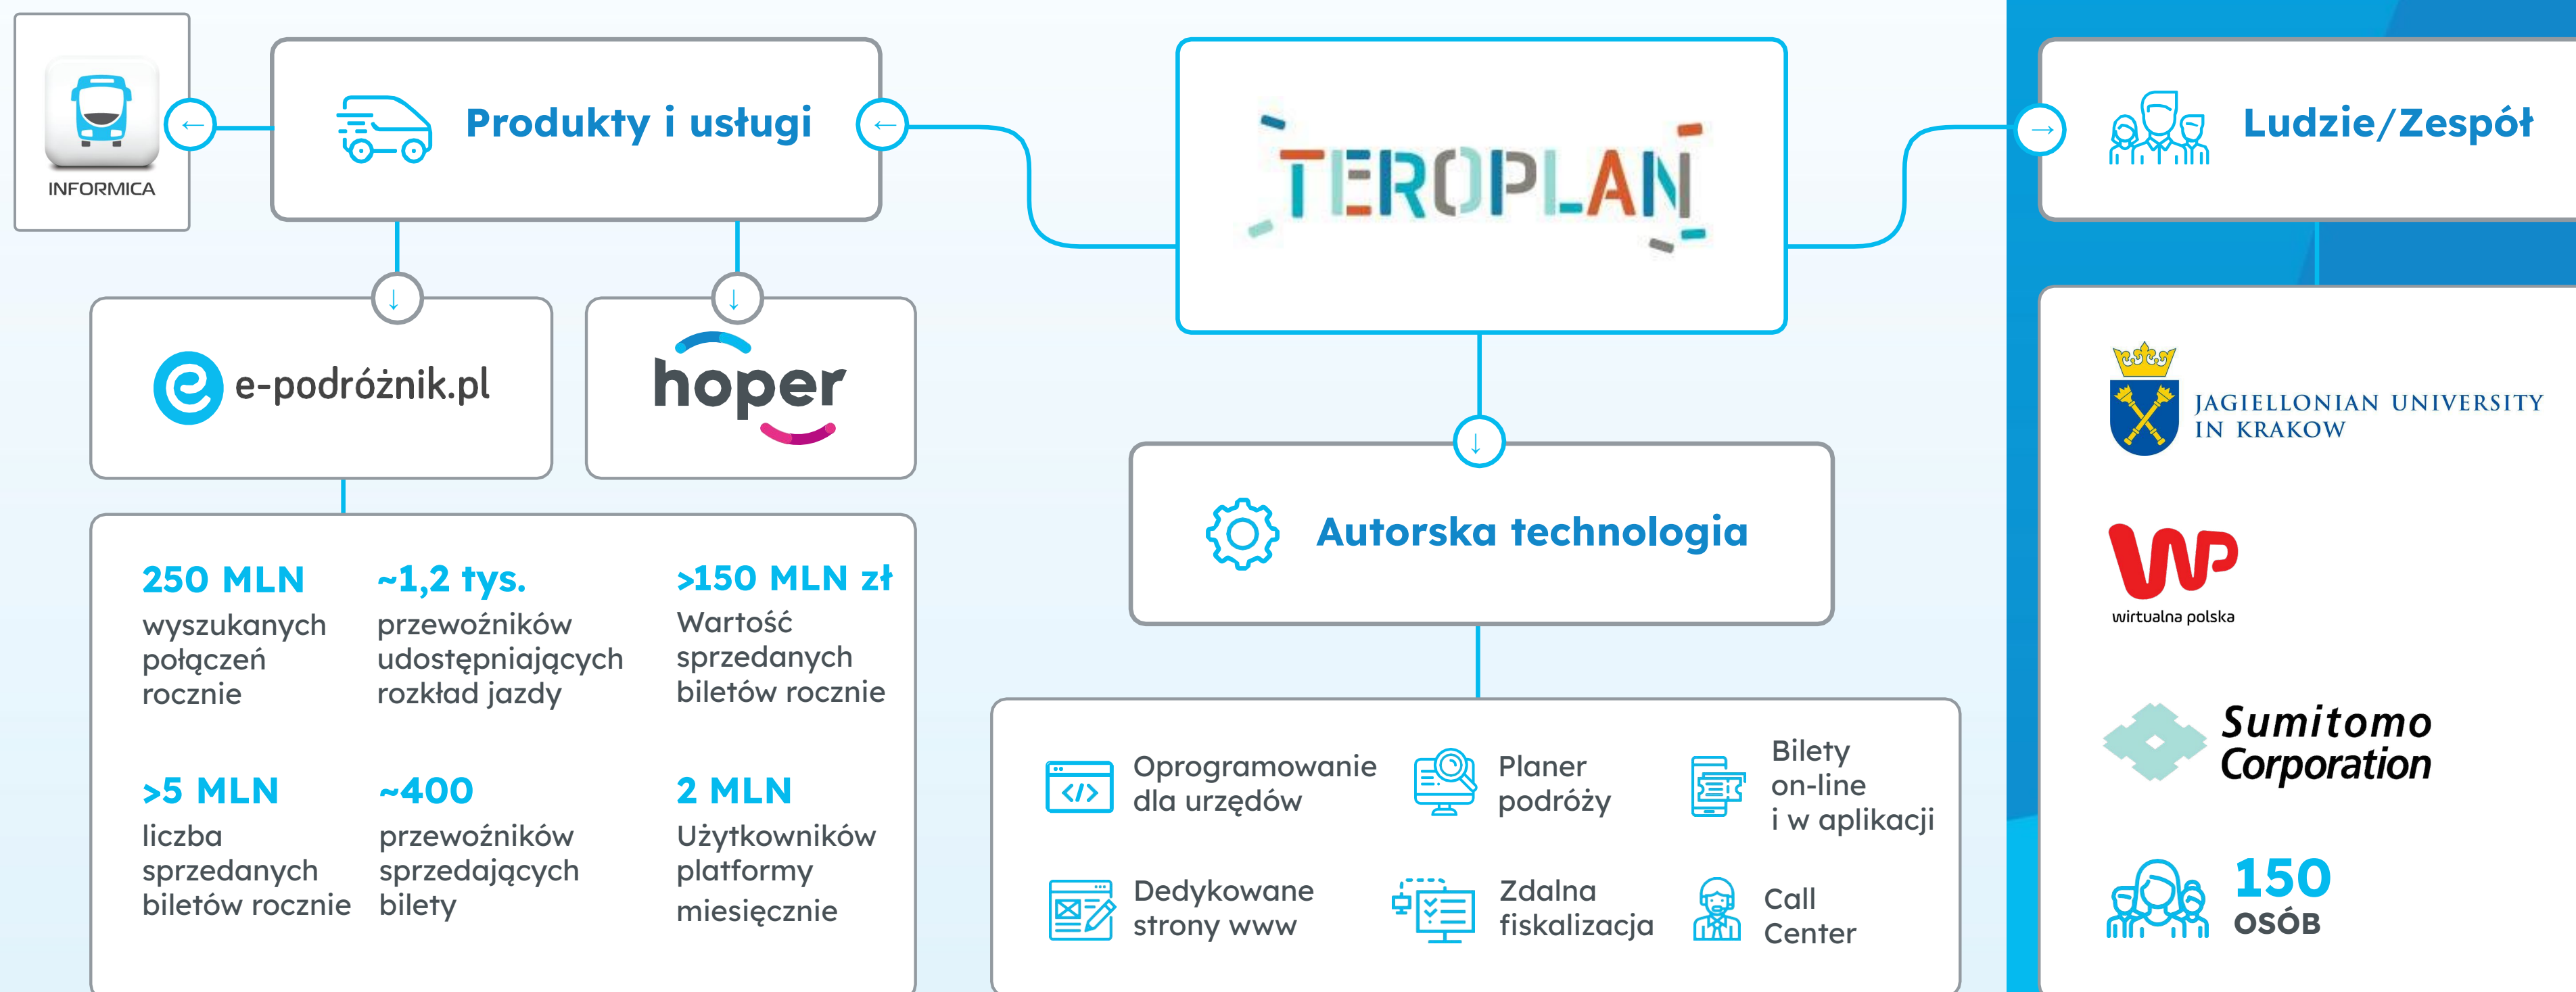 INFORMICA
Produkty i usługi
TEROPLAN
Ludzie/Zespół
e-podróżnik.pl
hoper
250 MLN
wyszukanych
połączeń
rocznie
~1,2 tys.
przewoźników
udostępniających
rozkład jazdy
>150 MLN zł
Wartość
sprzedanych
biletów rocznie
>5 MLN
liczba
sprzedanych
biletów rocznie
~400
przewoźników
sprzedających
bilety
2 MLN
Użytkowników
platformy
miesięcznie
Autorska technologia
Oprogramowanie
dla urzędów
Planer
podróży
Bilety
on-line
i w aplikacji
Dedykowane
strony www
Zdalna
fiskalizacja
Call
Center
JAGIELLONIAN UNIVERSITY
IN KRAKOW
WP
wirtualna polska
Sumitomo
Corporation
150
OSÓB